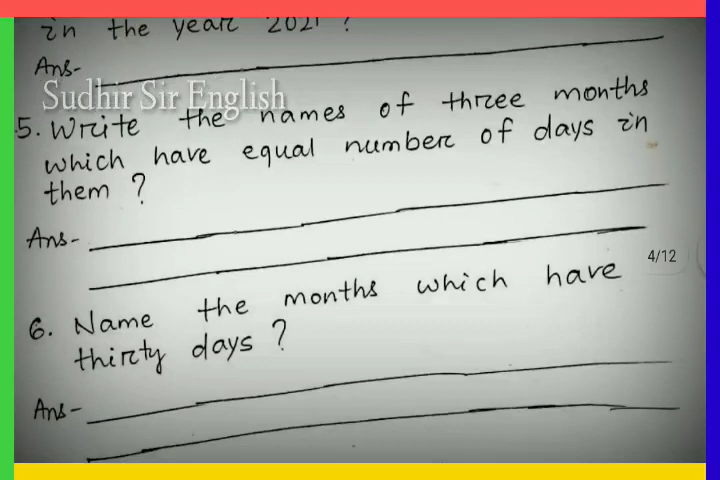 in the year 2021 ?
Ans-
Sudhir Sir English
5. Write the names of three months
which have equal number of days in
them ?
Ans-
4/12
6. Name the months which have
thirty days ?
Ans-